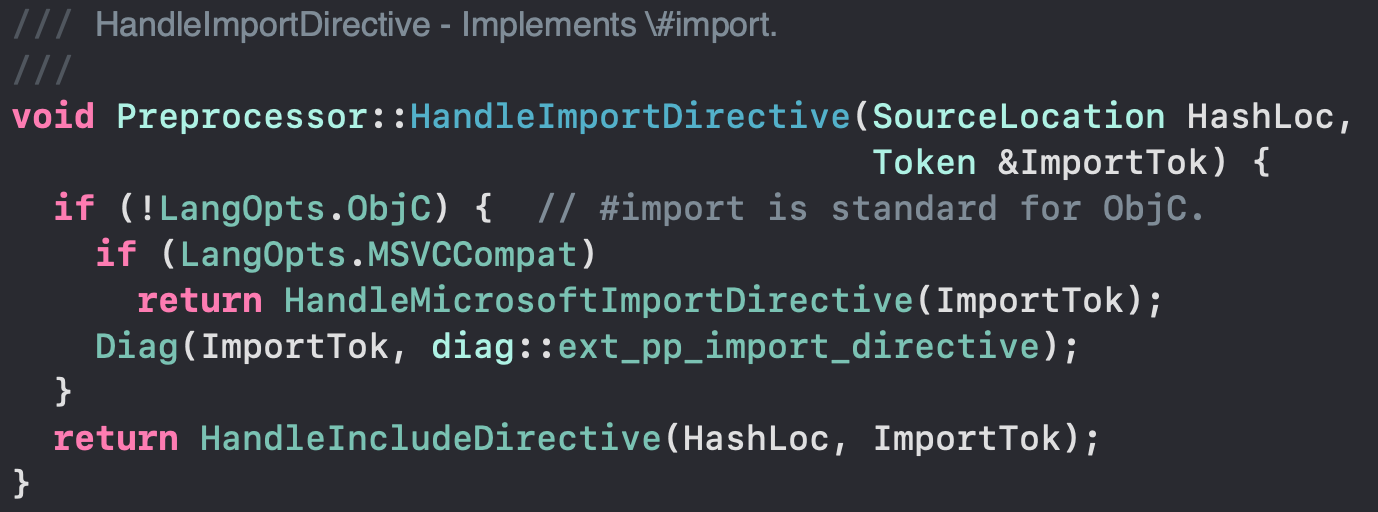 /// HandleImportDirective - Implements \#import.
///
void Preprocessor::HandleImportDirective(SourceLocation HashLoc,
                                         Token &ImportTok) {
  if (!LangOpts.ObjC) {  // #import is standard for ObjC.
    if (LangOpts.MSVCCompat)
      return HandleMicrosoftImportDirective(ImportTok);
    Diag(ImportTok, diag::ext_pp_import_directive);
  }
  return HandleIncludeDirective(HashLoc, ImportTok);
}